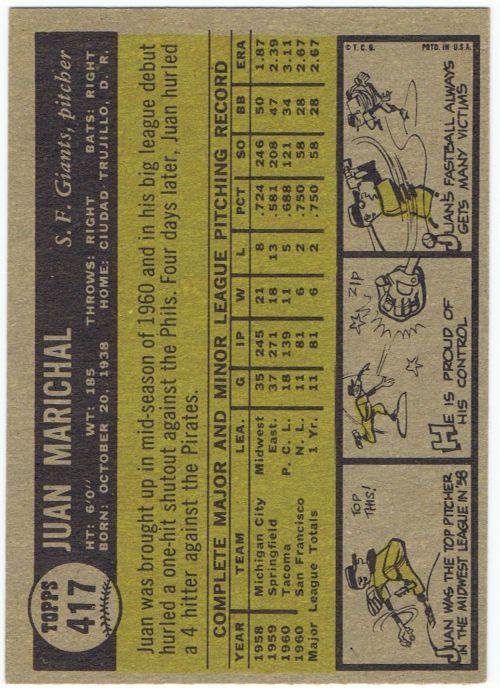 TOPPS
417
JUAN MARICHAL
S. F. Giants, pitcher
HT: 6'0" WT: 185 THROWS: RIGHT BATS: RIGHT
BORN: OCTOBER 20, 1938 HOME: CIUDAD TRUJILLO, D. R.
Juan was brought up in mid-season of 1960 and in his big league debut
hurled a one-hit shutout against the Phils. Four days later, Juan hurled
a 4 hitter against the Pirates.
COMPLETE MAJOR AND MINOR LEAGUE PITCHING RECORD
YEAR TEAM LEA. G IP W L PCT SO BB ERA
1958 Michigan City Midwest 35 245 21 8 .724 246 50 1.87
1959 Springfield East. 37 271 18 13 .581 208 47 2.39
1960 Tacoma P. C. L. 18 139 11 5 .688 121 34 3.11
1960 San Francisco N. L. 11 81 6 2 .750 58 28 2.67
Major League Totals 1 Yr. 11 81 6 2 .750 58 28 2.67
© T. C. G. PRTD. IN U.S.A.
TOP
THIS!
JUAN WAS THE TOP PITCHER
IN THE MIDWEST LEAGUE IN '58
ZIP
HE IS PROUD OF
HIS CONTROL
JUAN'S FASTBALL ALWAYS
GETS MANY VICTIMS